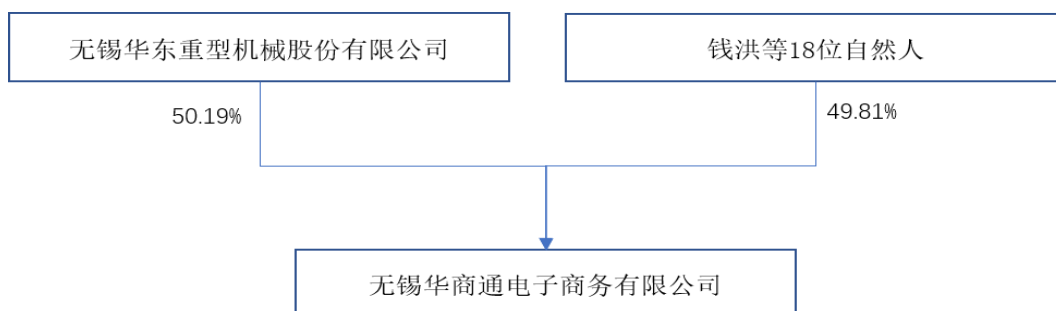 无锡华东重型机械股份有限公司
钱洪等18位自然人
50.19%
49.81%
无锡华商通电子商务有限公司